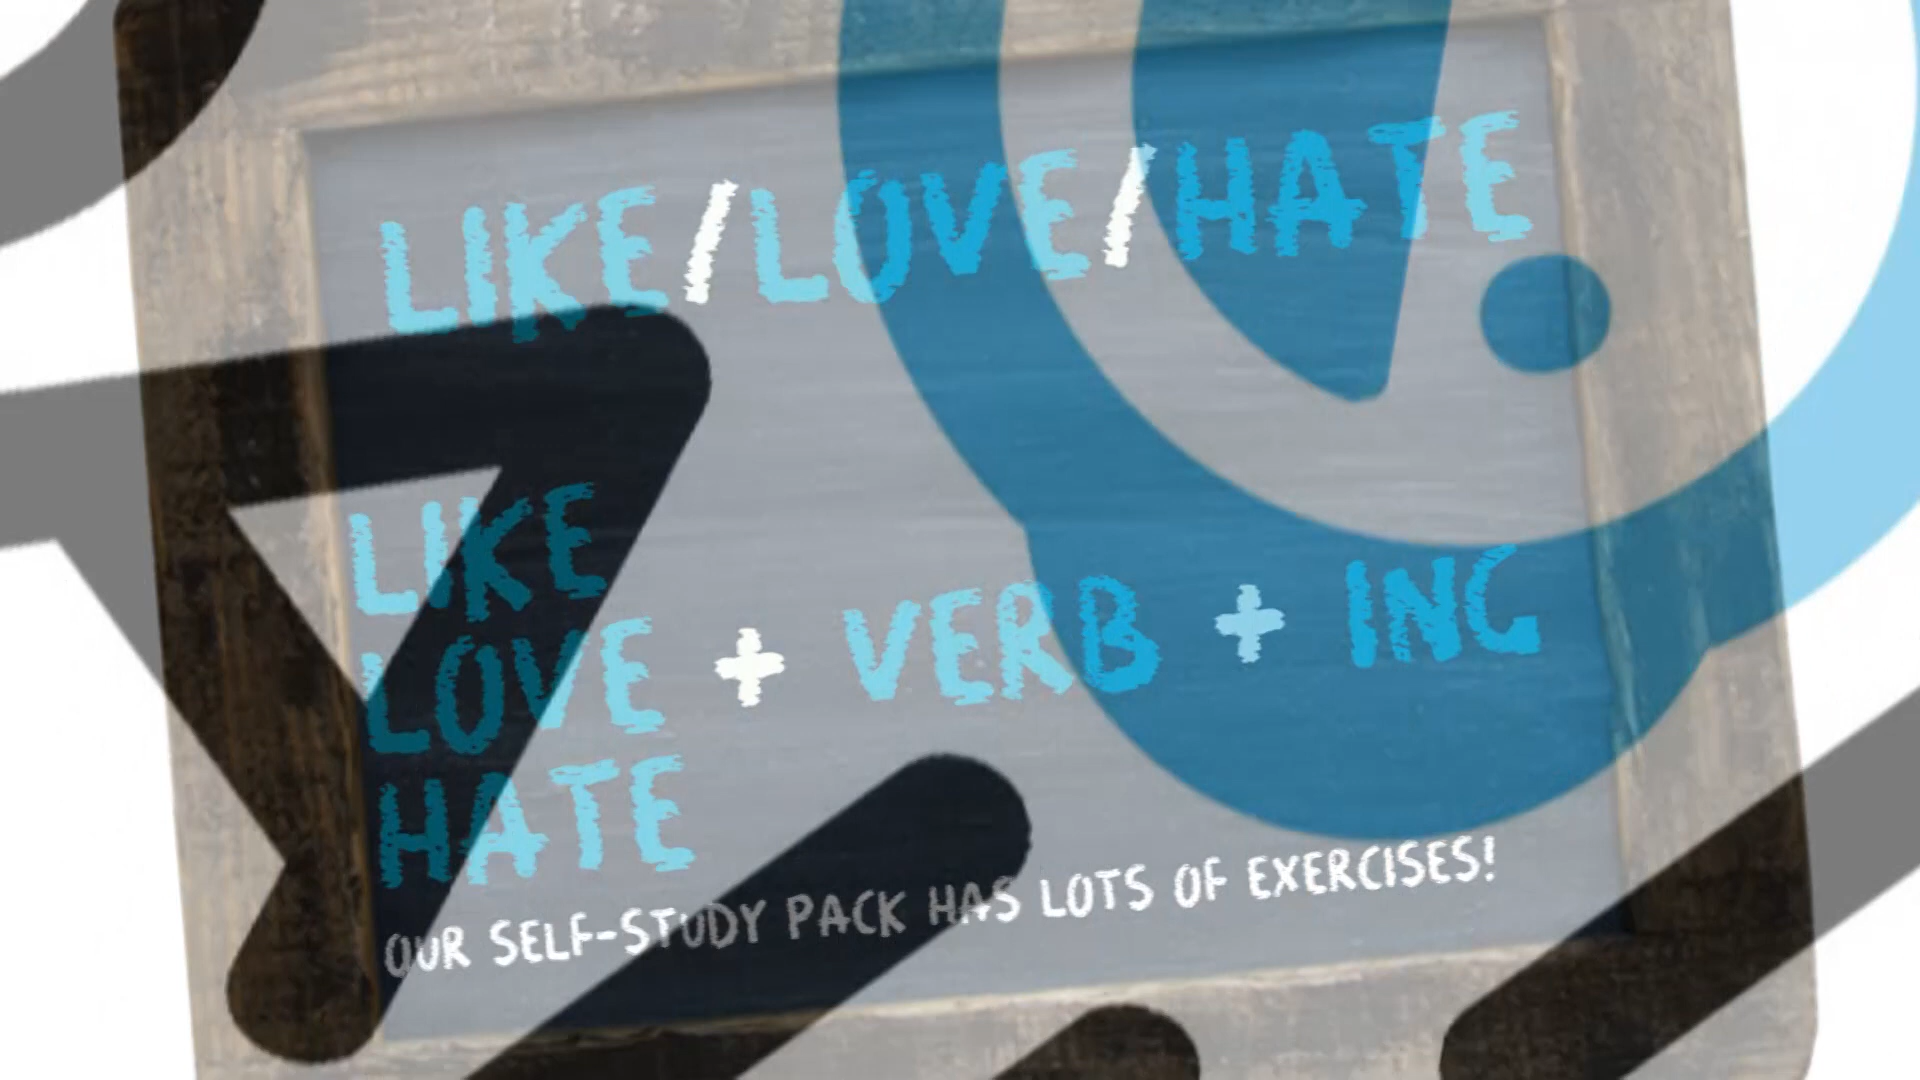 LIKE/LOVE/HATE
LIKE
LOVE + VERB + ING
HATE
OUR SELF-STUDY PACK HAS LOTS OF EXERCISES!